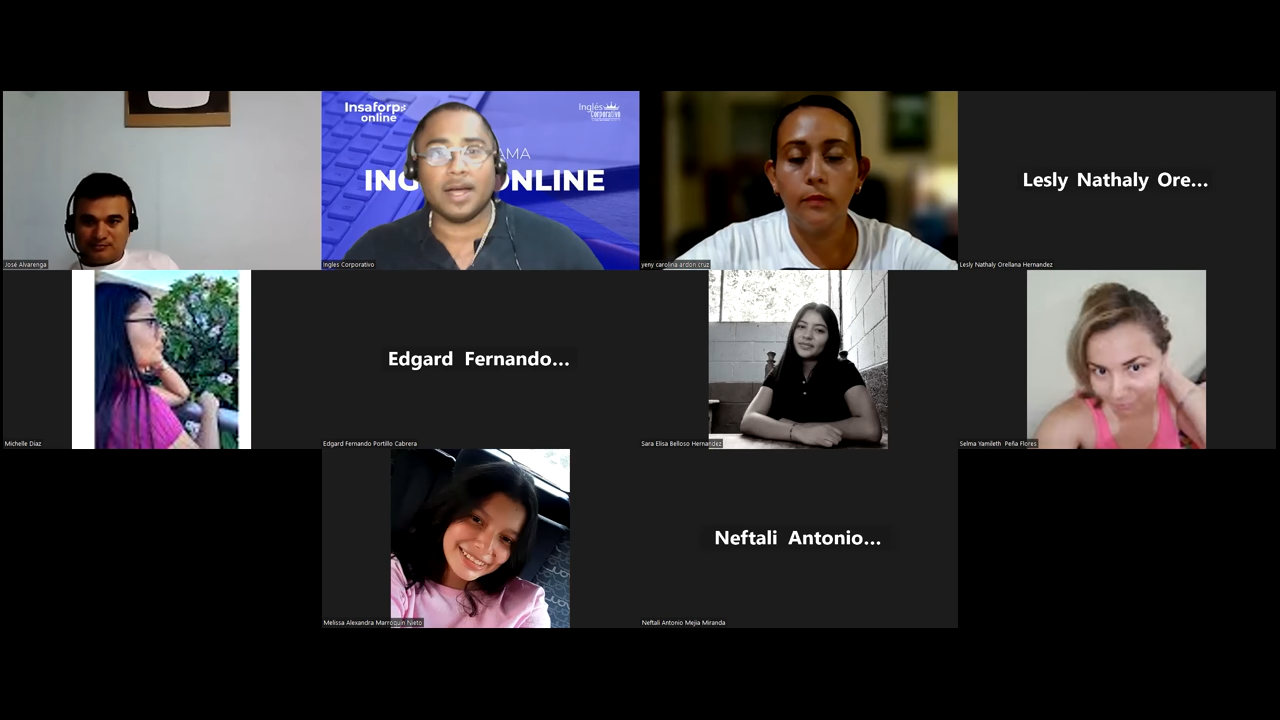 Insaforp
online
Inglés
Corporativo
AMA
ING ONLINE
Lesly Nathaly Ore...
José Alvarenga
Ingles Corporativo
yeny carolina ardon cruz
Lesly Nathaly Orellana Hernandez
Edgard Fernando...
Michelle Diaz
Edgard Fernando Portillo Cabrera
Sara Elisa Belloso Hernandez
Selma Yamileth Peña Flores
Neftali Antonio...
Melissa Alexandra Marroquin Nieto
Neftali Antonio Mejia Miranda